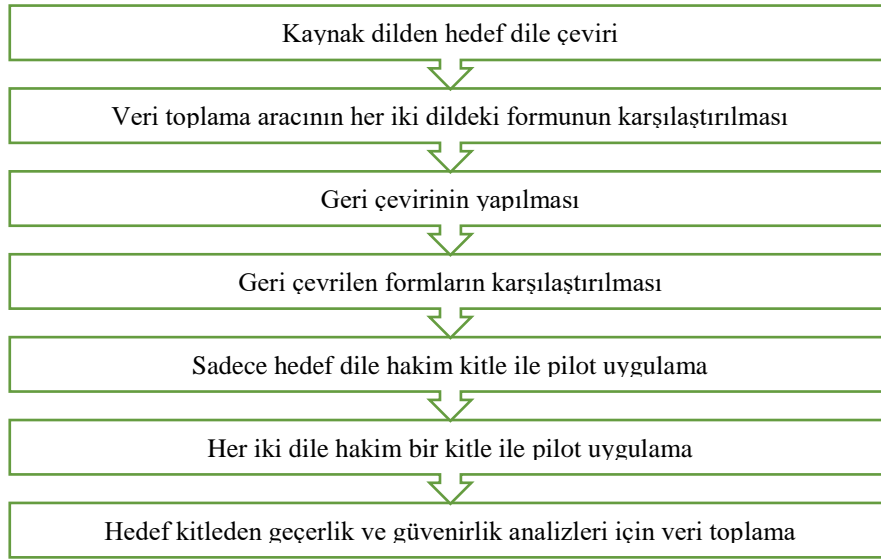 Kaynak dilden hedef dile çeviri
Veri toplama aracının her iki dildeki formunun karşılaştırılması
Geri çevirinin yapılması
Geri çevrilen formların karşılaştırılması
Sadece hedef dile hakim kitle ile pilot uygulama
Her iki dile hakim bir kitle ile pilot uygulama
Hedef kitleden geçerlik ve güvenirlik analizleri için veri toplama